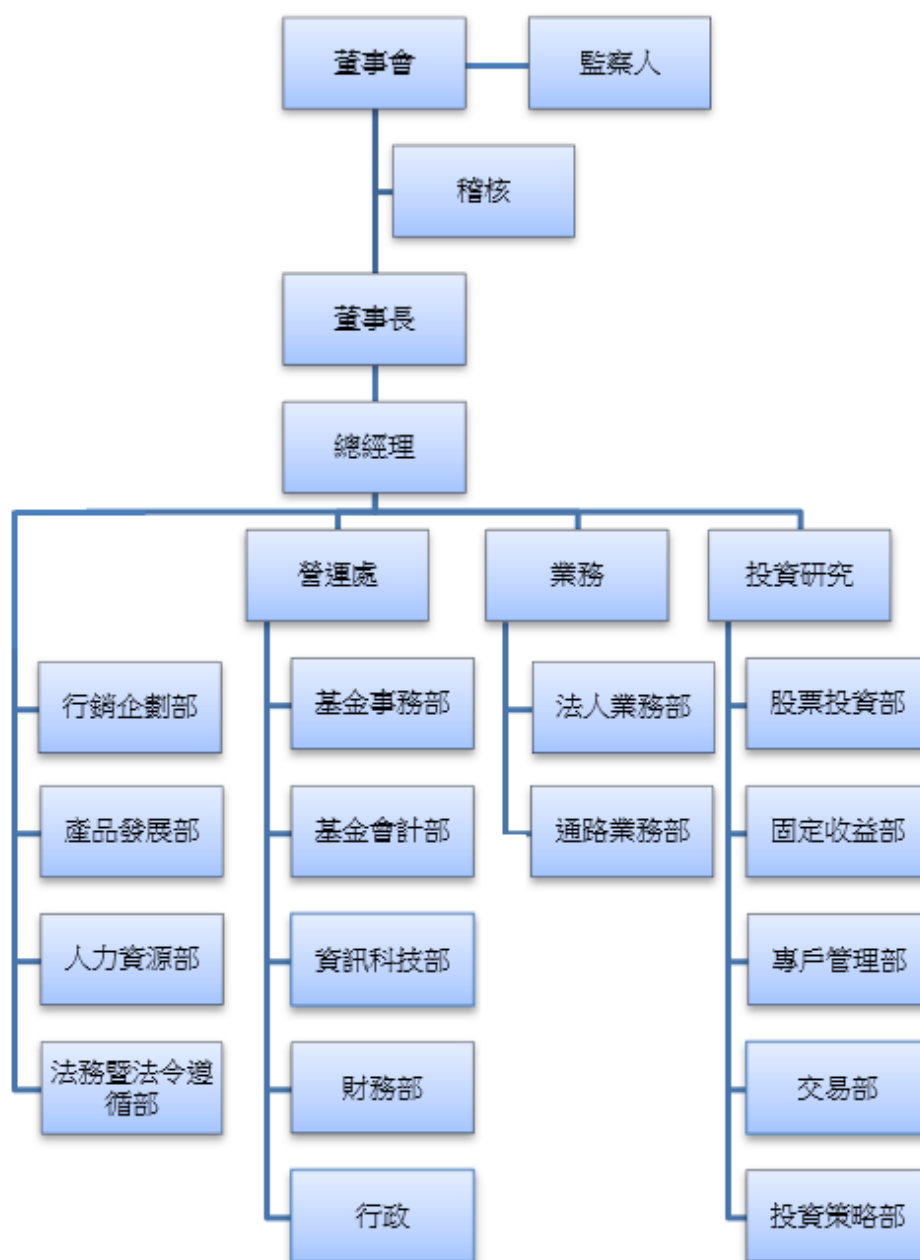 董事會
監察人
稽核
董事長
總經理
營運處
業務
投資研究
行銷企劃部
基金事務部
法人業務部
股票投資部
產品發展部
基金會計部
通路業務部
固定收益部
人力資源部
資訊科技部
專戶管理部
法務暨法令遵
循部
財務部
交易部
行政
投資策略部